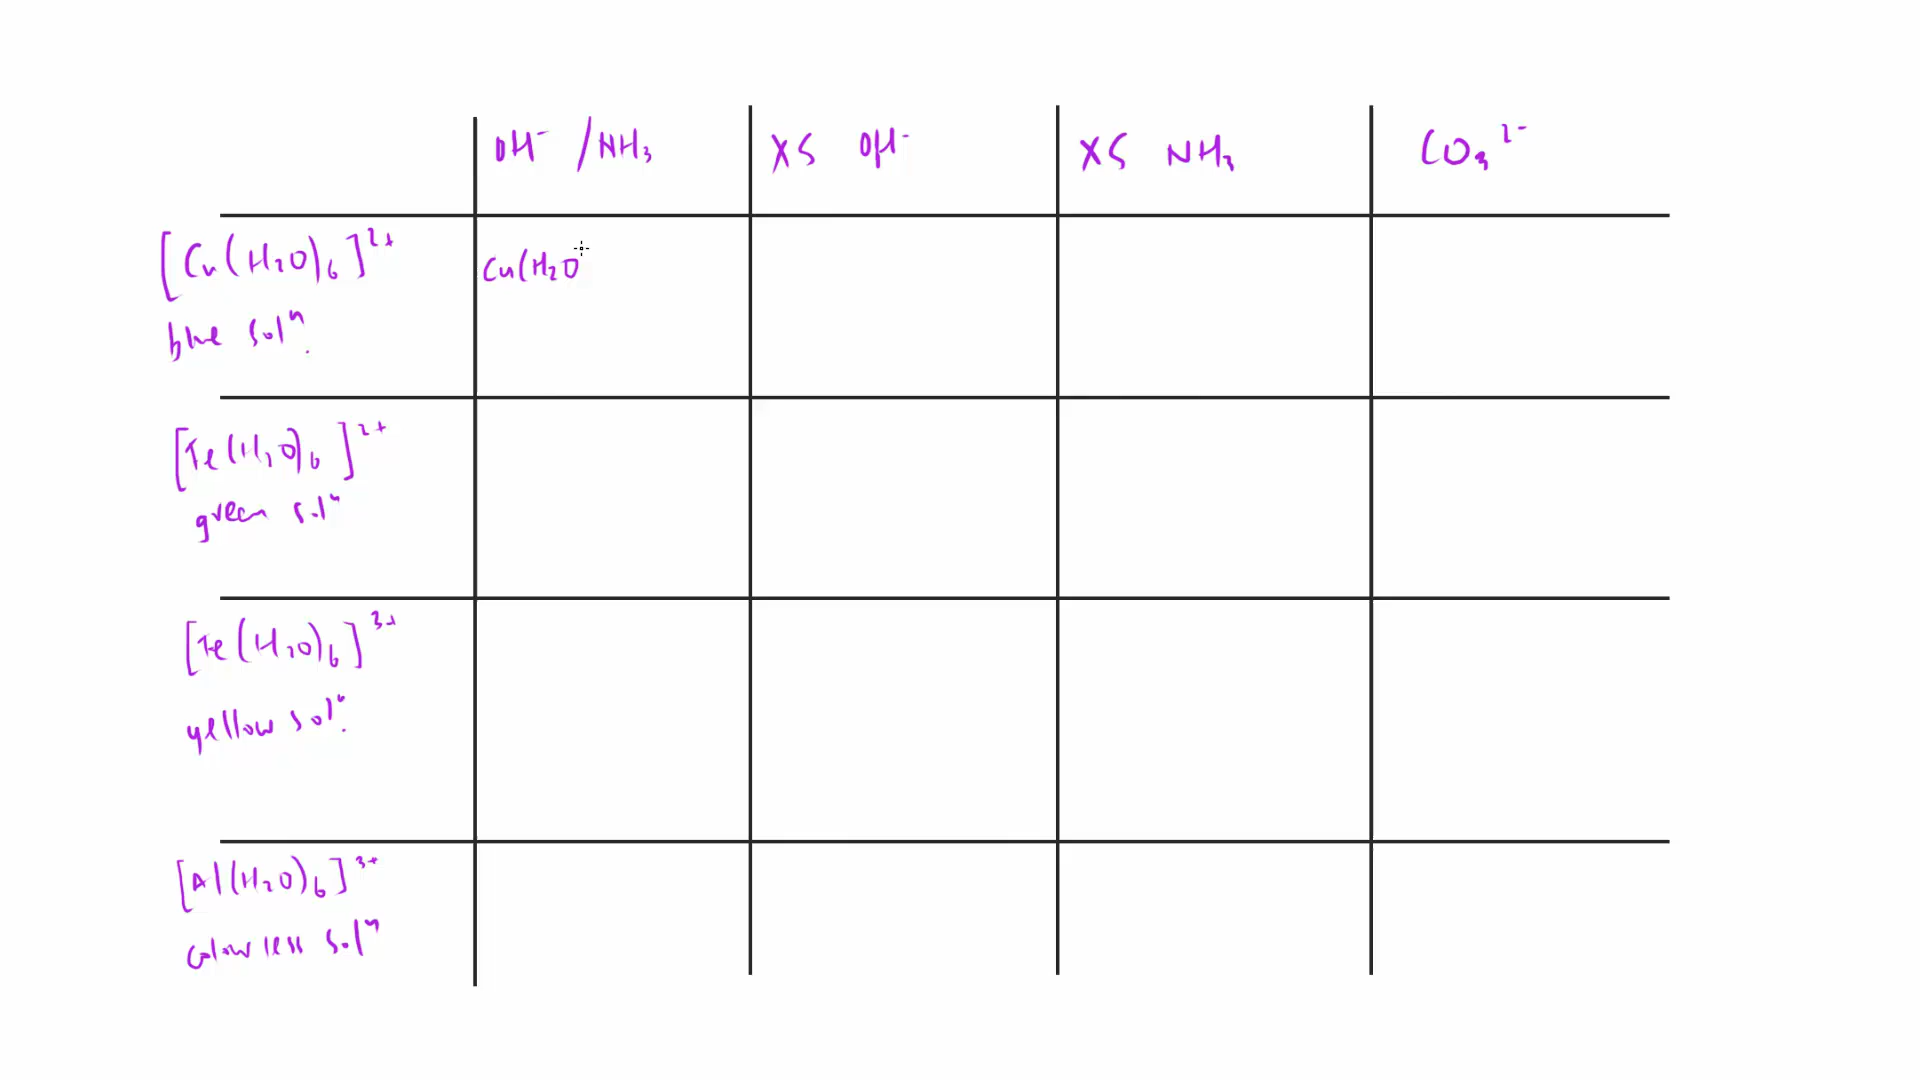 OH⁻ /NH₃ XS OH⁻ XS NH₃ CO₃²⁻
[Cu(H₂O)₆]²⁺ Cu(H₂O
blue solⁿ.
[Fe(H₂O)₆]²⁺
green solⁿ
[Fe(H₂O)₆]³⁺
yellow solⁿ.
[Al(H₂O)₆]³⁺
colourless solⁿ